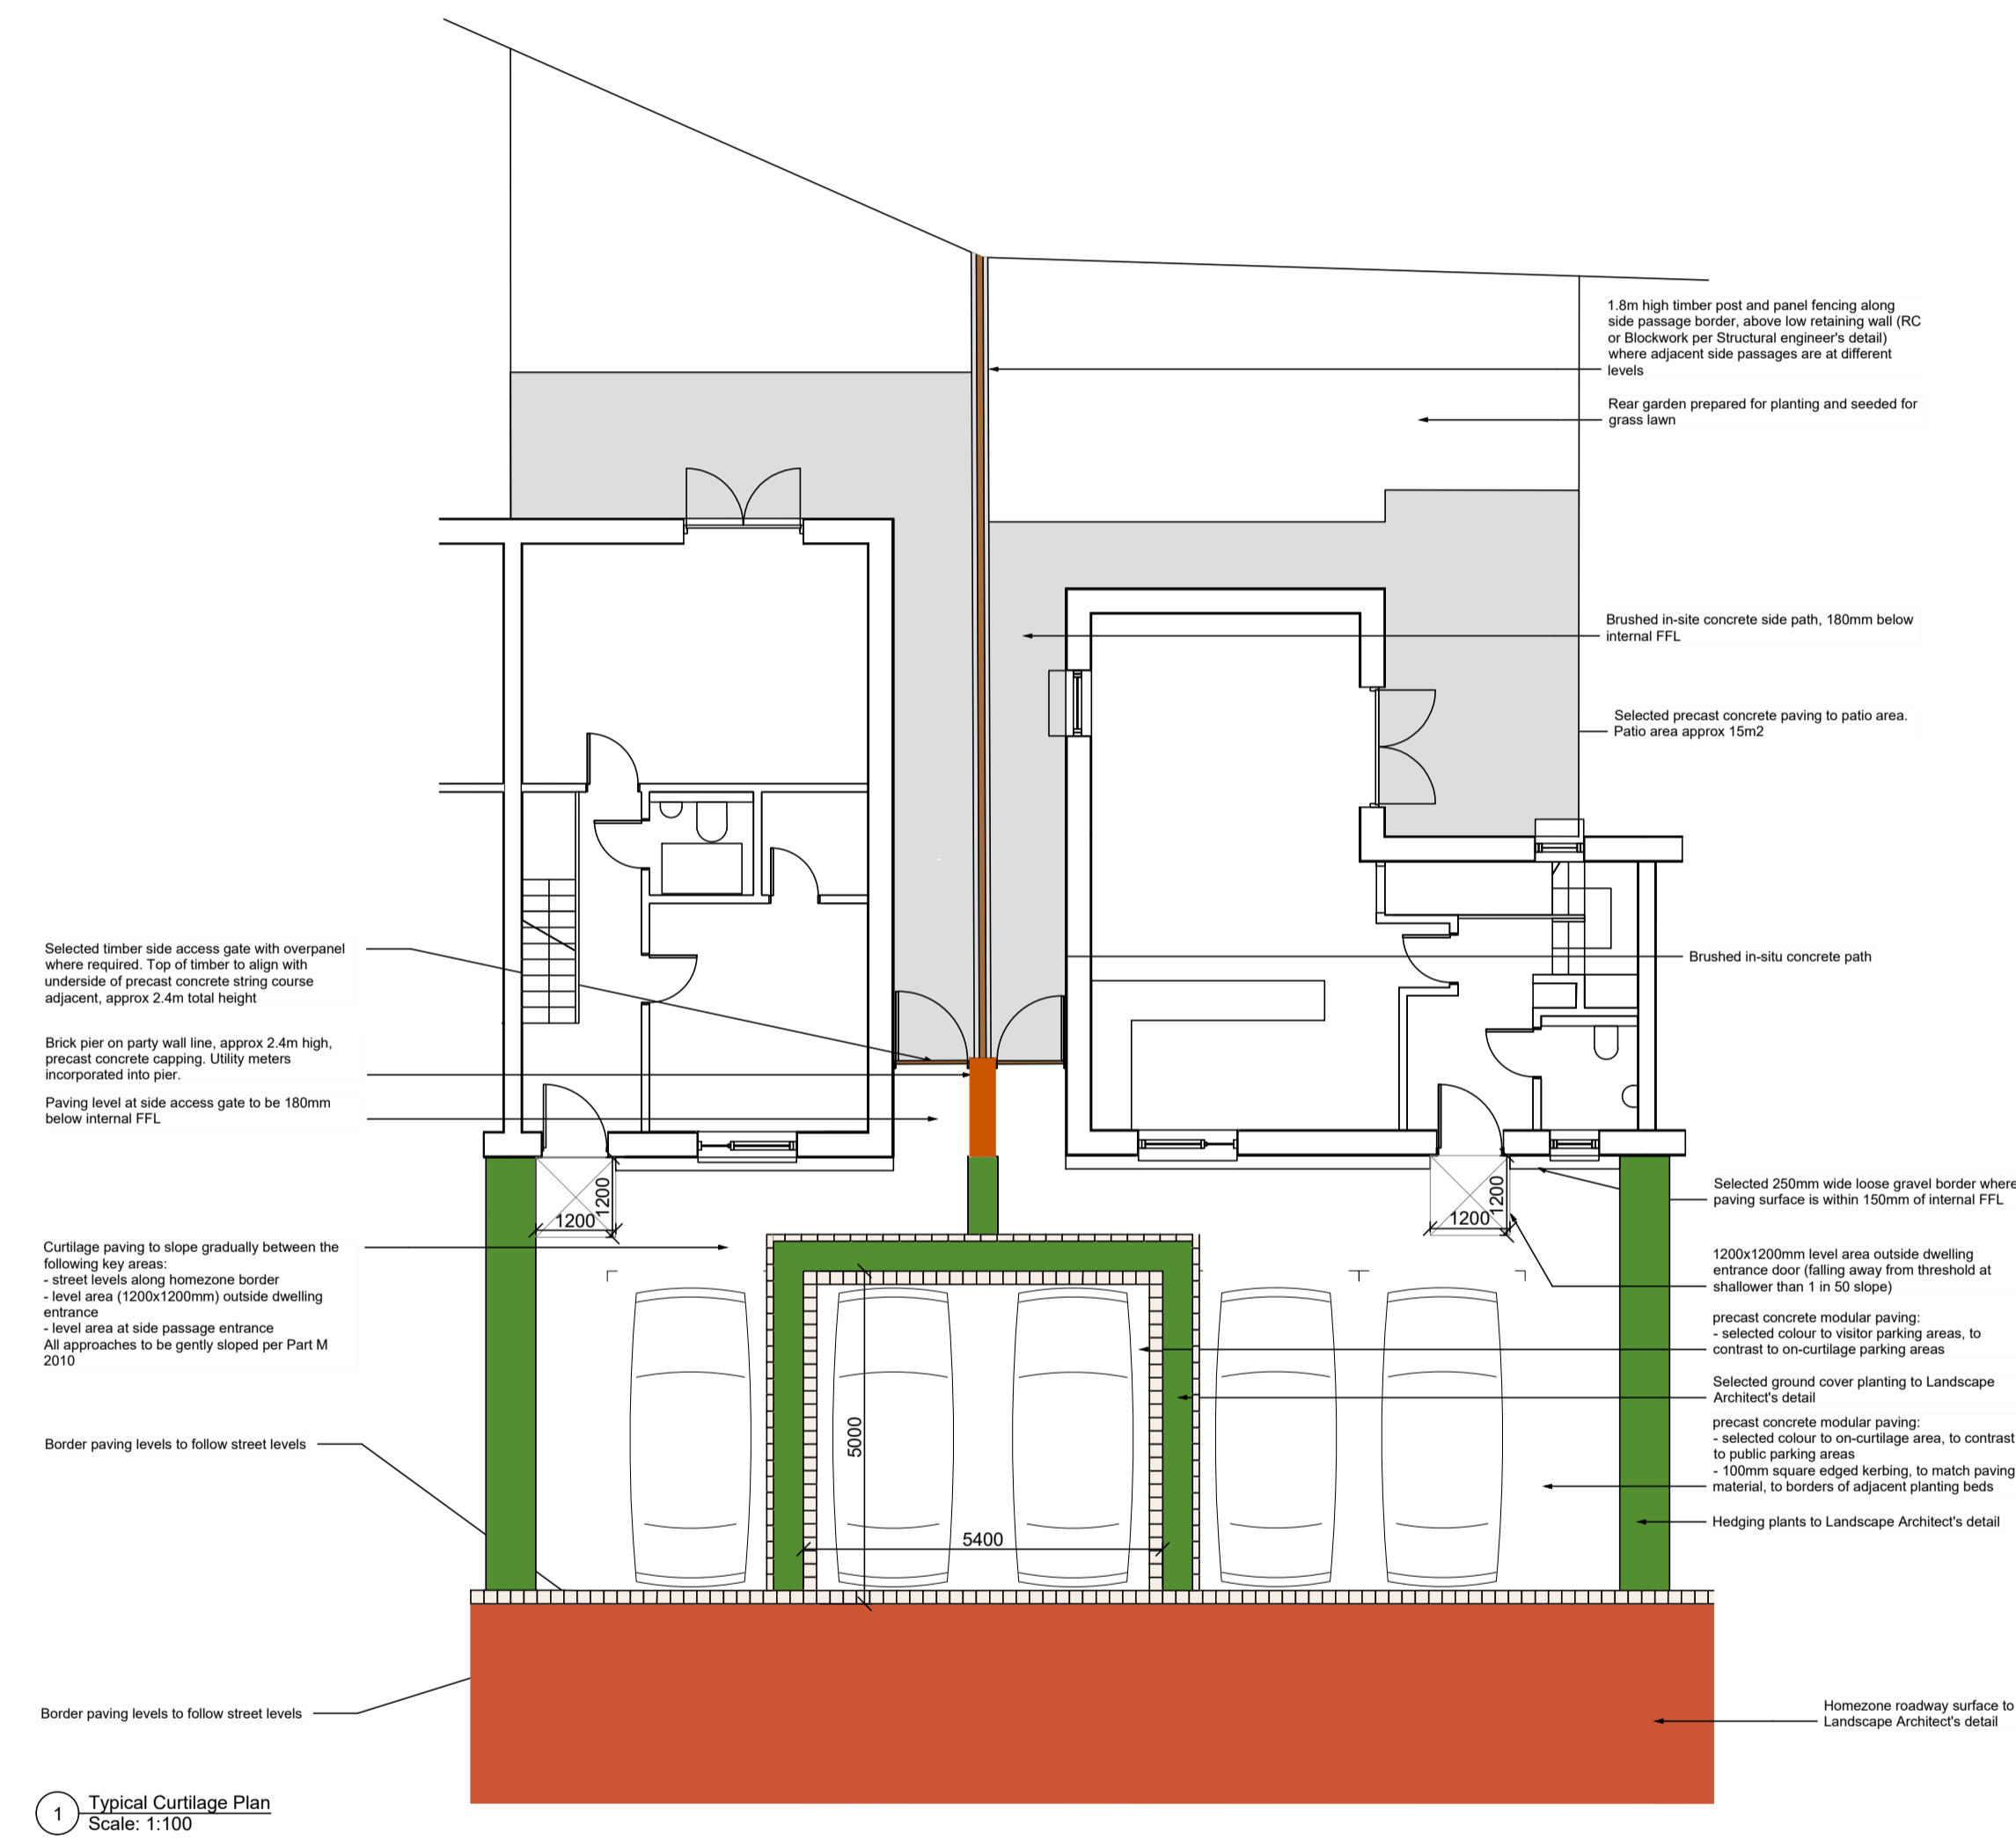 1.8m high timber post and panel fencing along
side passage border, above low retaining wall (RC
or Blockwork per Structural engineer's detail)
where adjacent side passages are at different
levels
Rear garden prepared for planting and seeded for
grass lawn
Brushed in-site concrete side path, 180mm below
internal FFL
Selected precast concrete paving to patio area.
Patio area approx 15m2
Brushed in-situ concrete path
Selected timber side access gate with overpanel
where required. Top of timber to align with
underside of precast concrete string course
adjacent, approx 2.4m total height
Brick pier on party wall line, approx 2.4m high,
precast concrete capping. Utility meters
incorporated into pier.
Paving level at side access gate to be 180mm
below internal FFL
Curtilage paving to slope gradually between the
following key areas:
- street levels along homezone border
- level area (1200x1200mm) outside dwelling
entrance
- level area at side passage entrance
All approaches to be gently sloped per Part M
2010
Border paving levels to follow street levels
Border paving levels to follow street levels
1200
1200
1200
1200
5000
5400
Selected 250mm wide loose gravel border where
paving surface is within 150mm of internal FFL
1200x1200mm level area outside dwelling
entrance door (falling away from threshold at
shallower than 1 in 50 slope)
precast concrete modular paving:
- selected colour to visitor parking areas, to
contrast to on-curtilage parking areas
Selected ground cover planting to Landscape
Architect's detail
precast concrete modular paving:
- selected colour to on-curtilage area, to contrast
to public parking areas
- 100mm square edged kerbing, to match paving
material, to borders of adjacent planting beds
Hedging plants to Landscape Architect's detail
Homezone roadway surface to
Landscape Architect's detail
1
Typical Curtilage Plan
Scale: 1:100